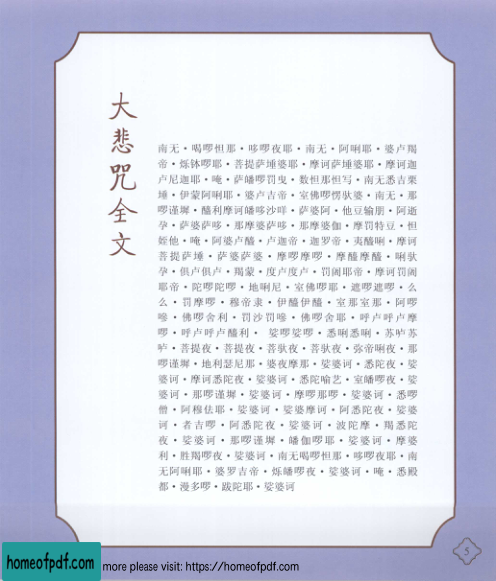 大悲咒全文
南无·喝啰怛那·哆啰夜耶·南无·阿唎耶·婆卢羯
帝·烁钵啰耶·菩提萨埵婆耶·摩诃萨埵婆耶·摩诃迦
卢尼迦耶·唵·萨皤啰罚曳·数怛那怛写·南无悉吉栗
埵·伊蒙阿唎耶·婆卢吉帝·室佛啰愣驮婆·南无·那
啰谨墀·醯利摩诃皤哆沙咩·萨婆阿·他豆输朋·阿逝
孕·萨婆萨哆·那摩婆萨哆·那摩婆伽·摩罚特豆·怛
姪他·唵·阿婆卢醯·卢迦帝·迦罗帝·夷醯唎·摩诃
菩提萨埵·萨婆萨婆·摩啰摩啰·摩醯摩醯·唎驮
孕·俱卢俱卢·羯蒙·度卢度卢·罚阇耶帝·摩诃罚阇
耶帝·陀啰陀啰·地唎尼·室佛啰耶·遮啰遮啰·么
么·罚摩啰·穆帝隶·伊醯伊醯·室那室那·阿啰
嘇·佛啰舍利·罚沙罚嘇·佛啰舍耶·呼卢呼卢摩
啰·呼卢呼卢醯利· 娑啰娑啰·悉唎悉唎·苏嚧苏
嚧·菩提夜·菩提夜·菩驮夜·菩驮夜·弥帝唎夜·那
啰谨墀·地利瑟尼那·婆夜摩那·娑婆诃·悉陀夜·娑
婆诃·摩诃悉陀夜·娑婆诃·悉陀喻艺·室皤啰夜·娑
婆诃·那啰谨墀·娑婆诃·摩啰那啰·娑婆诃·悉啰
僧·阿穆佉耶·娑婆诃·娑婆摩诃·阿悉陀夜·娑婆
诃·者吉啰·阿悉陀夜·娑婆诃·波陀摩·羯悉陀
夜·娑婆诃·那啰谨墀·皤伽啰耶·娑婆诃·摩婆
利·胜羯啰夜·娑婆诃·南无喝啰怛那·哆啰夜耶·南
无阿唎耶·婆罗吉帝·烁皤啰夜·娑婆诃·唵·悉殿
都·漫多啰·跋陀耶·娑婆诃
5
homeofpdf.com
more please visit: https://homeofpdf.com